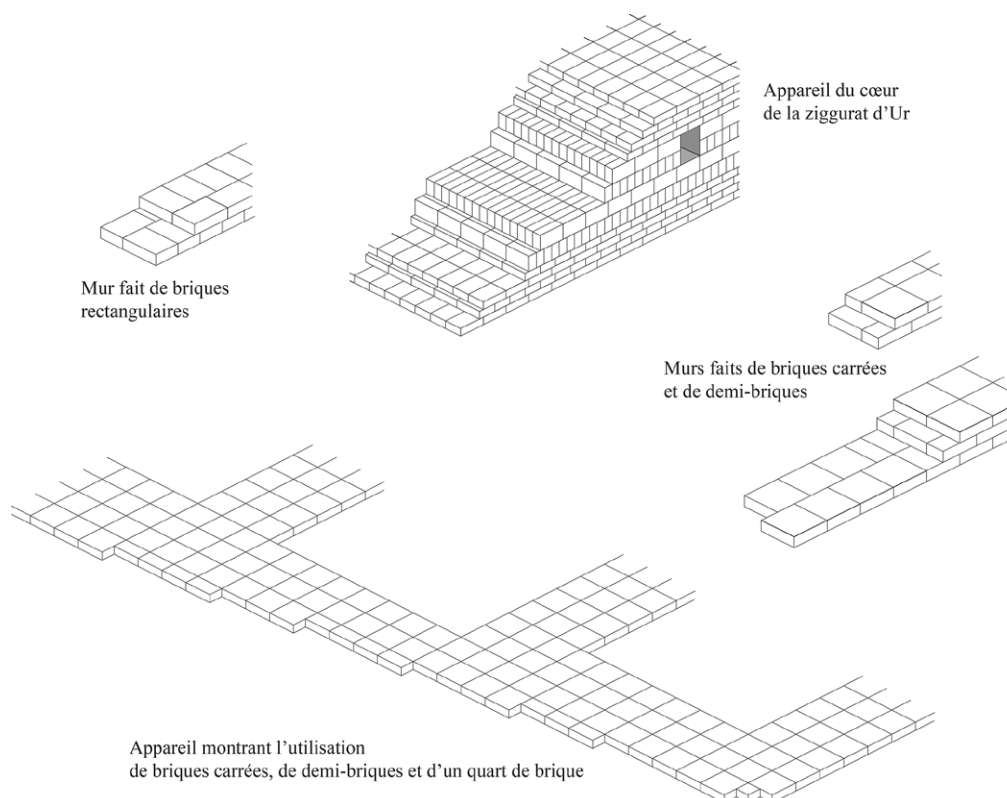 Appareil du cœur
de la ziggurat d’Ur
Mur fait de briques
rectangulaires
Murs faits de briques carrées
et de demi-briques
Appareil montrant l’utilisation
de briques carrées, de demi-briques et d’un quart de brique